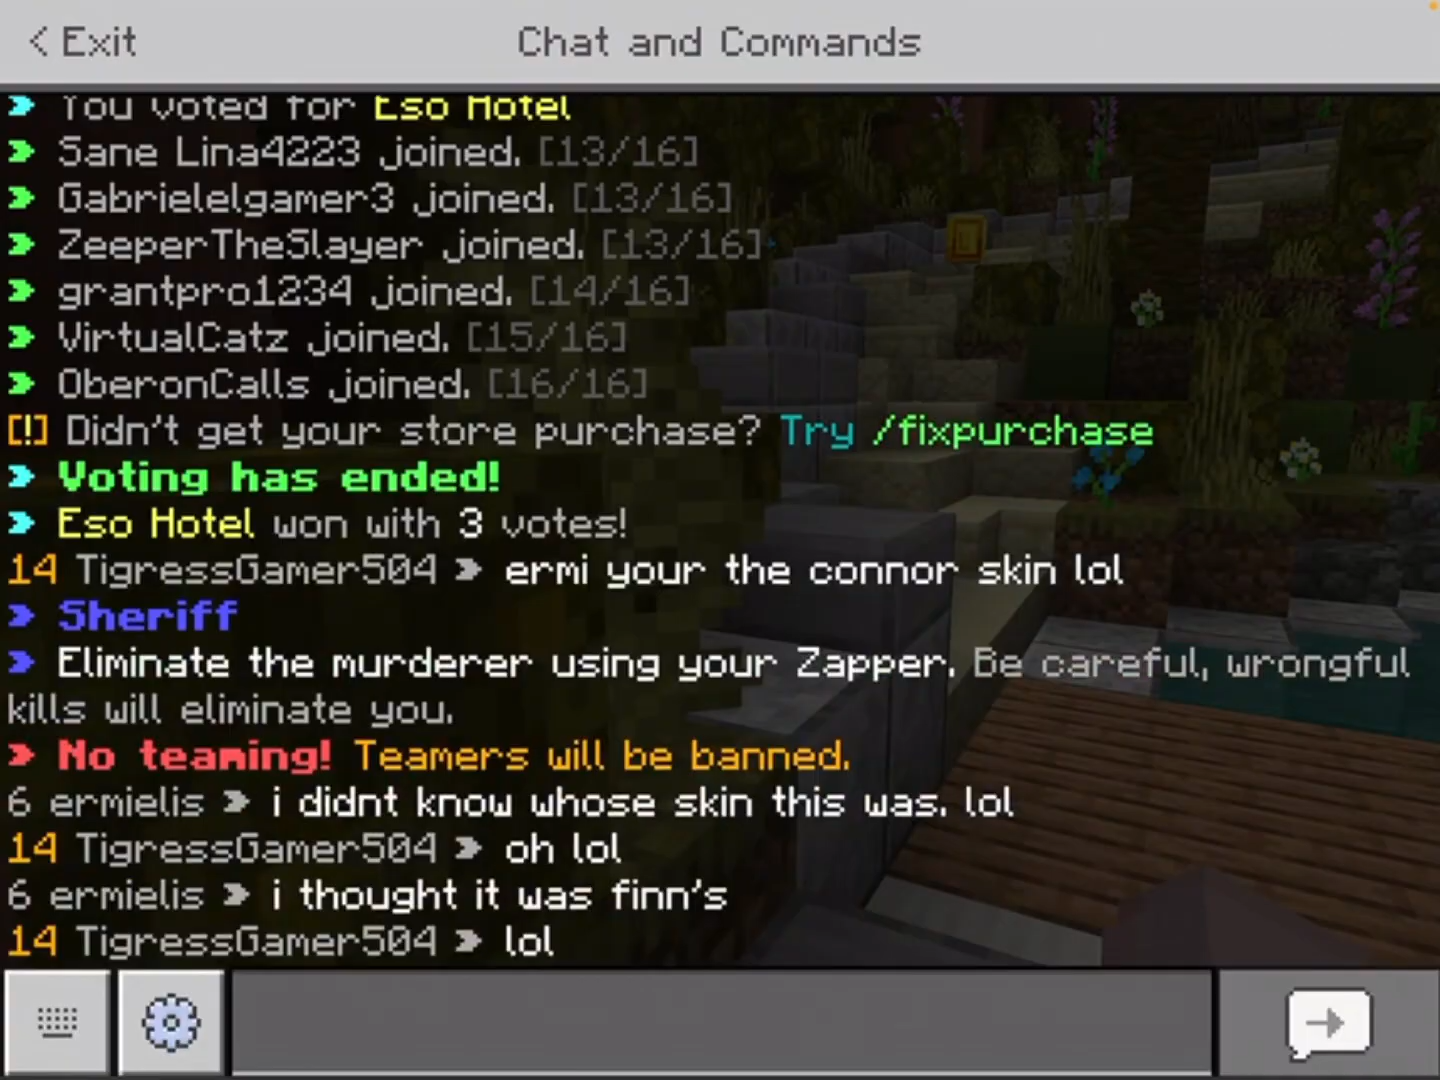 < Exit
Chat and Commands
You voted for Eso Hotel
Sane Lina4223 joined. [13/16]
Gabrielelgamer3 joined. [13/16]
ZeeperTheSlayer joined. [13/16]
grantpro1234 joined. [14/16]
VirtualCatz joined. [15/16]
OberonCalls joined. [16/16]
[!] Didn't get your store purchase? Try /fixpurchase
Voting has ended!
Eso Hotel won with 3 votes!
14 TigressGamer504 » ermi your the connor skin lol
Sheriff
Eliminate the murderer using your Zapper. Be careful, wrongful
kills will eliminate you.
No teaming! Teamers will be banned.
6 ermielis » i didnt know whose skin this was. lol
14 TigressGamer504 » oh lol
6 ermielis » i thought it was finn's
14 TigressGamer504 » lol